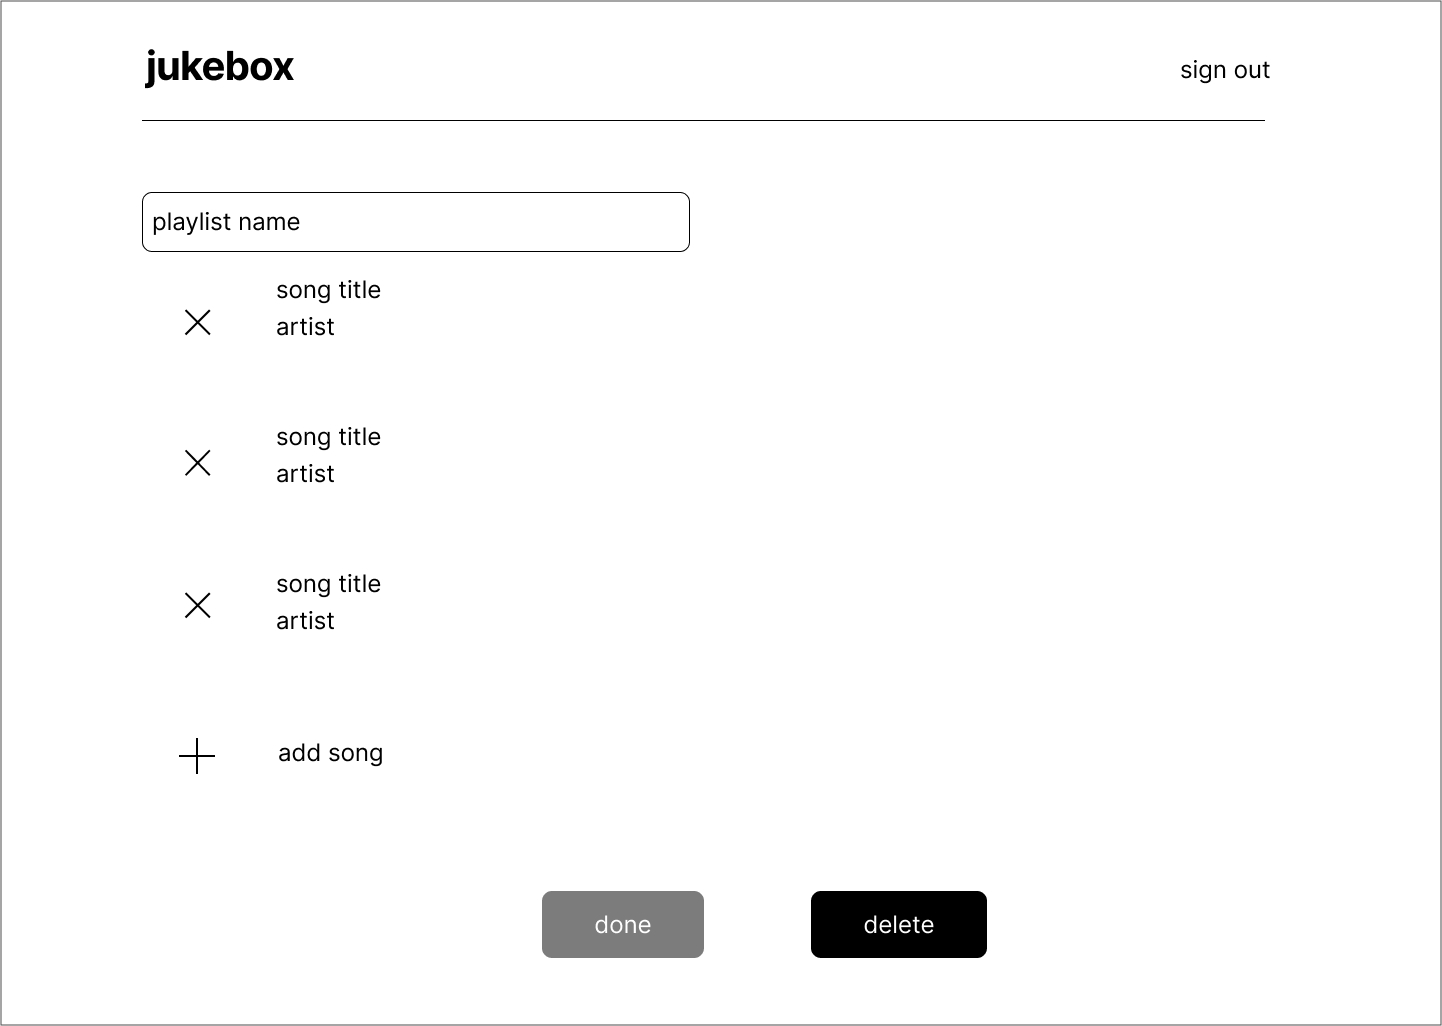 jukebox
sign out
playlist name
song title
artist
song title
artist
song title
artist
add song
done
delete